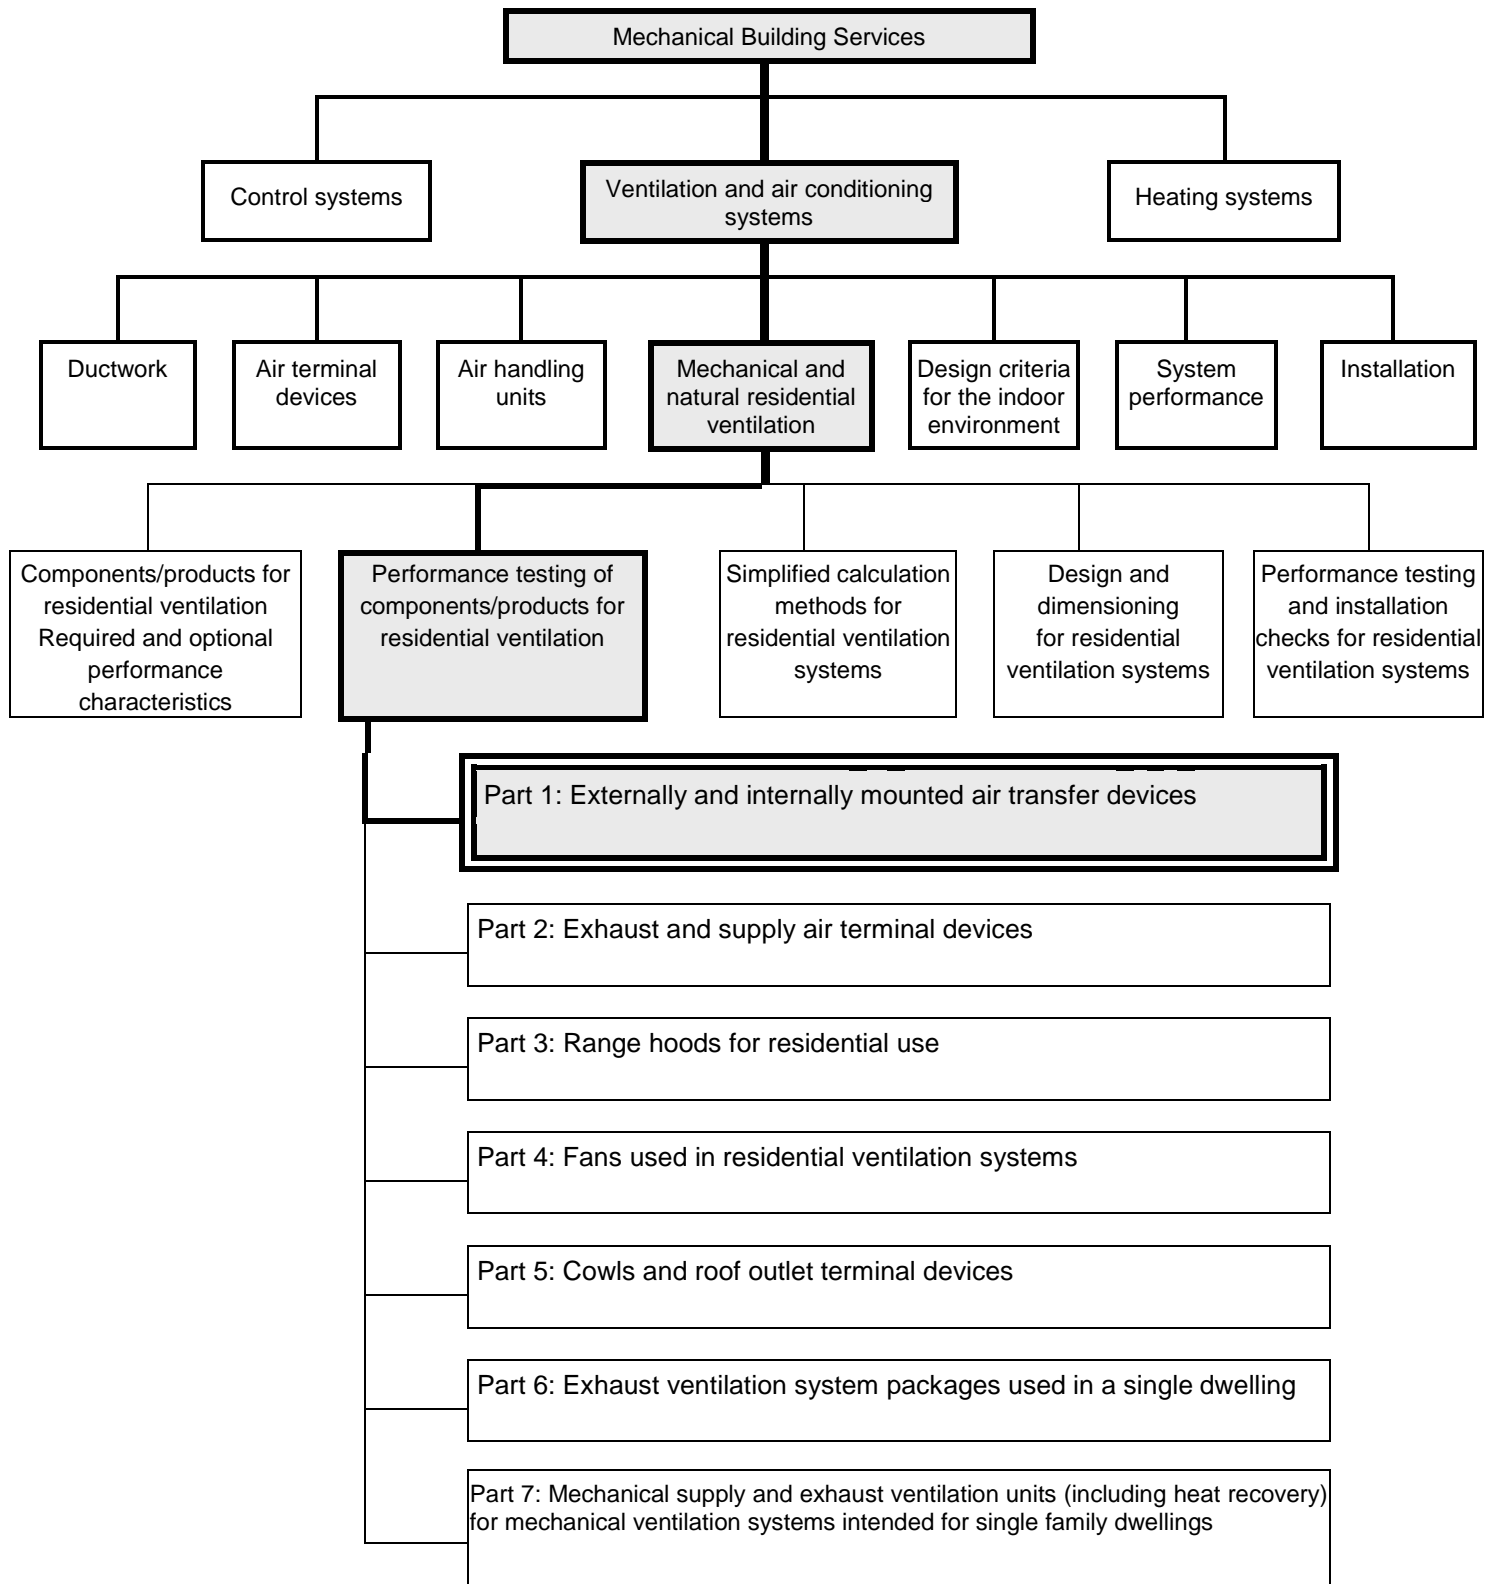 Mechanical Building Services
Control systems
Ventilation and air conditioning
systems
Heating systems
Ductwork
Air terminal
devices
Air handling
units
Mechanical and
natural residential
ventilation
Design criteria
for the indoor
environment
System
performance
Installation
Components/products for
residential ventilation
Required and optional
performance
characteristics
Performance testing of
components/products for
residential ventilation
Simplified calculation
methods for
residential ventilation
systems
Design and
dimensioning
for residential
ventilation systems
Performance testing
and installation
checks for residential
ventilation systems
Part 1: Externally and internally mounted air transfer devices
Part 2: Exhaust and supply air terminal devices
Part 3: Range hoods for residential use
Part 4: Fans used in residential ventilation systems
Part 5: Cowls and roof outlet terminal devices
Part 6: Exhaust ventilation system packages used in a single dwelling
Part 7: Mechanical supply and exhaust ventilation units (including heat recovery)
for mechanical ventilation systems intended for single family dwellings